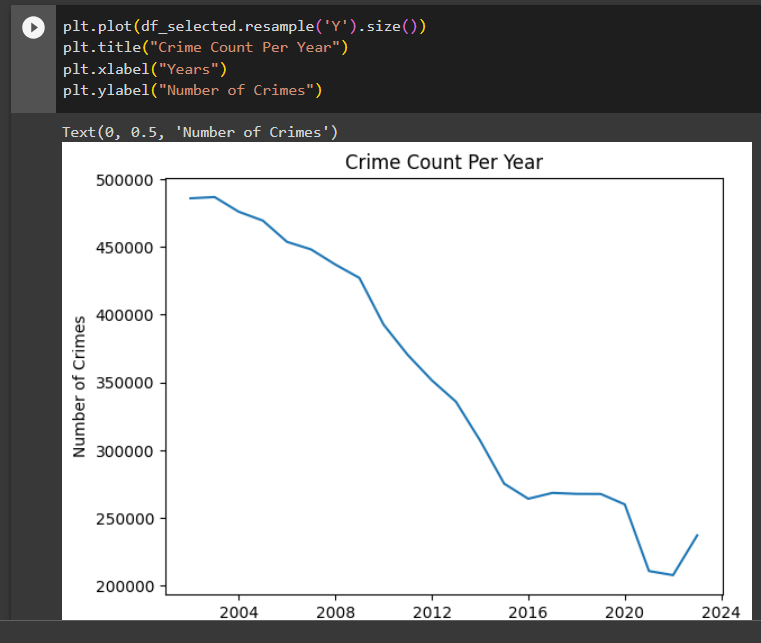 plt.plot(df_selected.resample('Y').size())
plt.title("Crime Count Per Year")
plt.xlabel("Years")
plt.ylabel("Number of Crimes")
Text(0, 0.5, 'Number of Crimes')
Crime Count Per Year
500000
450000
400000
350000
300000
250000
200000
Number of Crimes
2004 2008 2012 2016 2020 2024